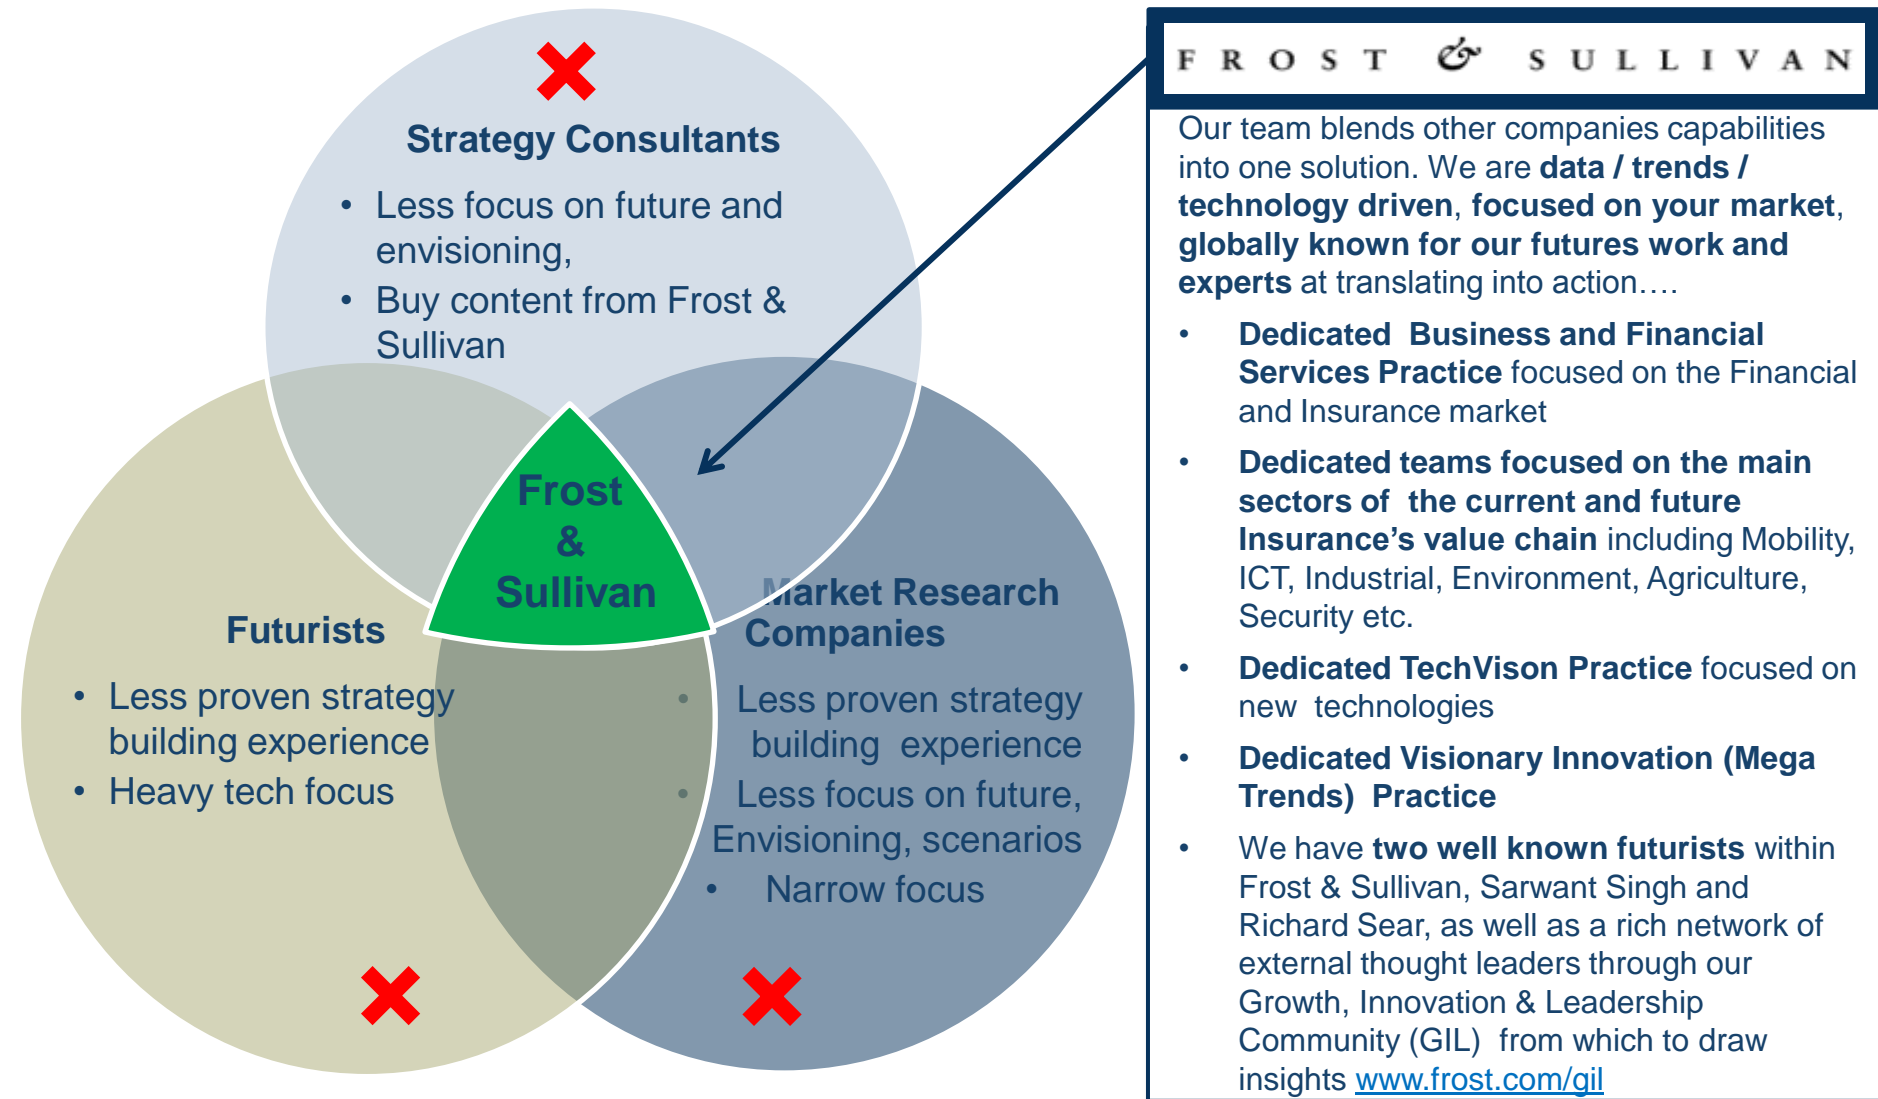 Strategy Consultants
• Less focus on future and
envisioning,
• Buy content from Frost &
Sullivan
Frost
&
Sullivan
Futurists
• Less proven strategy
building experience
• Heavy tech focus
Market Research
Companies
• Less proven strategy
building experience
• Less focus on future,
Envisioning, scenarios
• Narrow focus
FROST & SULLIVAN
Our team blends other companies capabilities
into one solution. We are data / trends /
technology driven, focused on your market,
globally known for our futures work and
experts at translating into action….
• Dedicated Business and Financial
Services Practice focused on the Financial
and Insurance market
• Dedicated teams focused on the main
sectors of the current and future
Insurance’s value chain including Mobility,
ICT, Industrial, Environment, Agriculture,
Security etc.
• Dedicated TechVison Practice focused on
new technologies
• Dedicated Visionary Innovation (Mega
Trends) Practice
• We have two well known futurists within
Frost & Sullivan, Sarwant Singh and
Richard Sear, as well as a rich network of
external thought leaders through our
Growth, Innovation & Leadership
Community (GIL) from which to draw
insights www.frost.com/gil